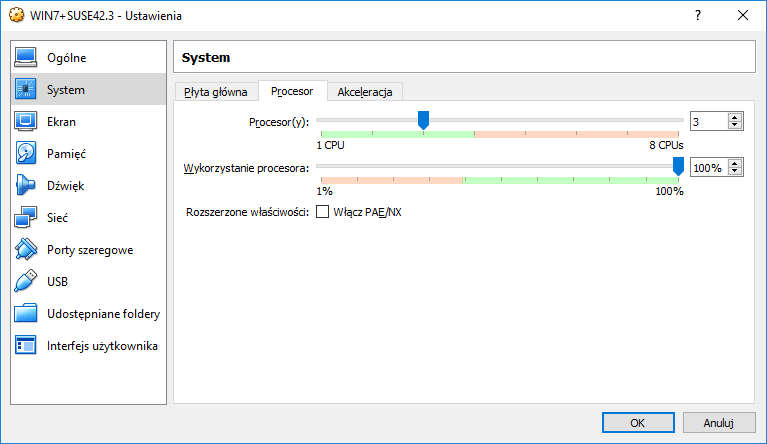 WIN7+SUSE42.3 - Ustawienia
?
Ogólne
System
Ekran
Pamięć
Dźwięk
Sieć
Porty szeregowe
USB
Udostępniane foldery
Interfejs użytkownika
System
Płyta główna
Procesor
Akceleracja
Procesor(y):
3
1 CPU
8 CPUs
Wykorzystanie procesora:
100%
1%
100%
Rozszerzone właściwości:
Włącz PAE/NX
OK
Anuluj